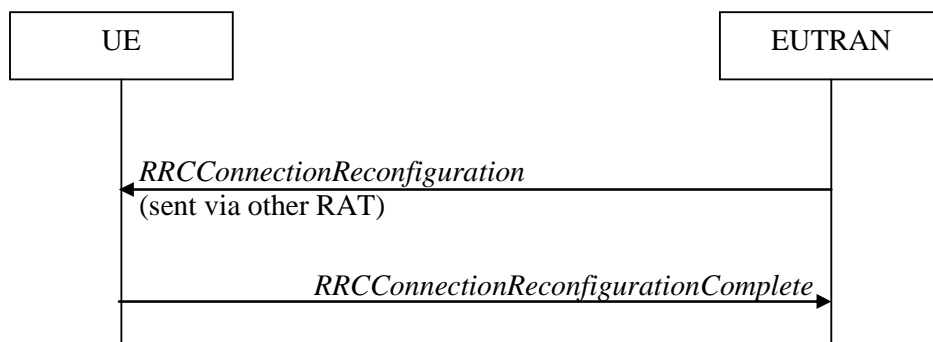 UE
EUTRAN
RRCConnectionReconfiguration
(sent via other RAT)
RRCConnectionReconfigurationComplete